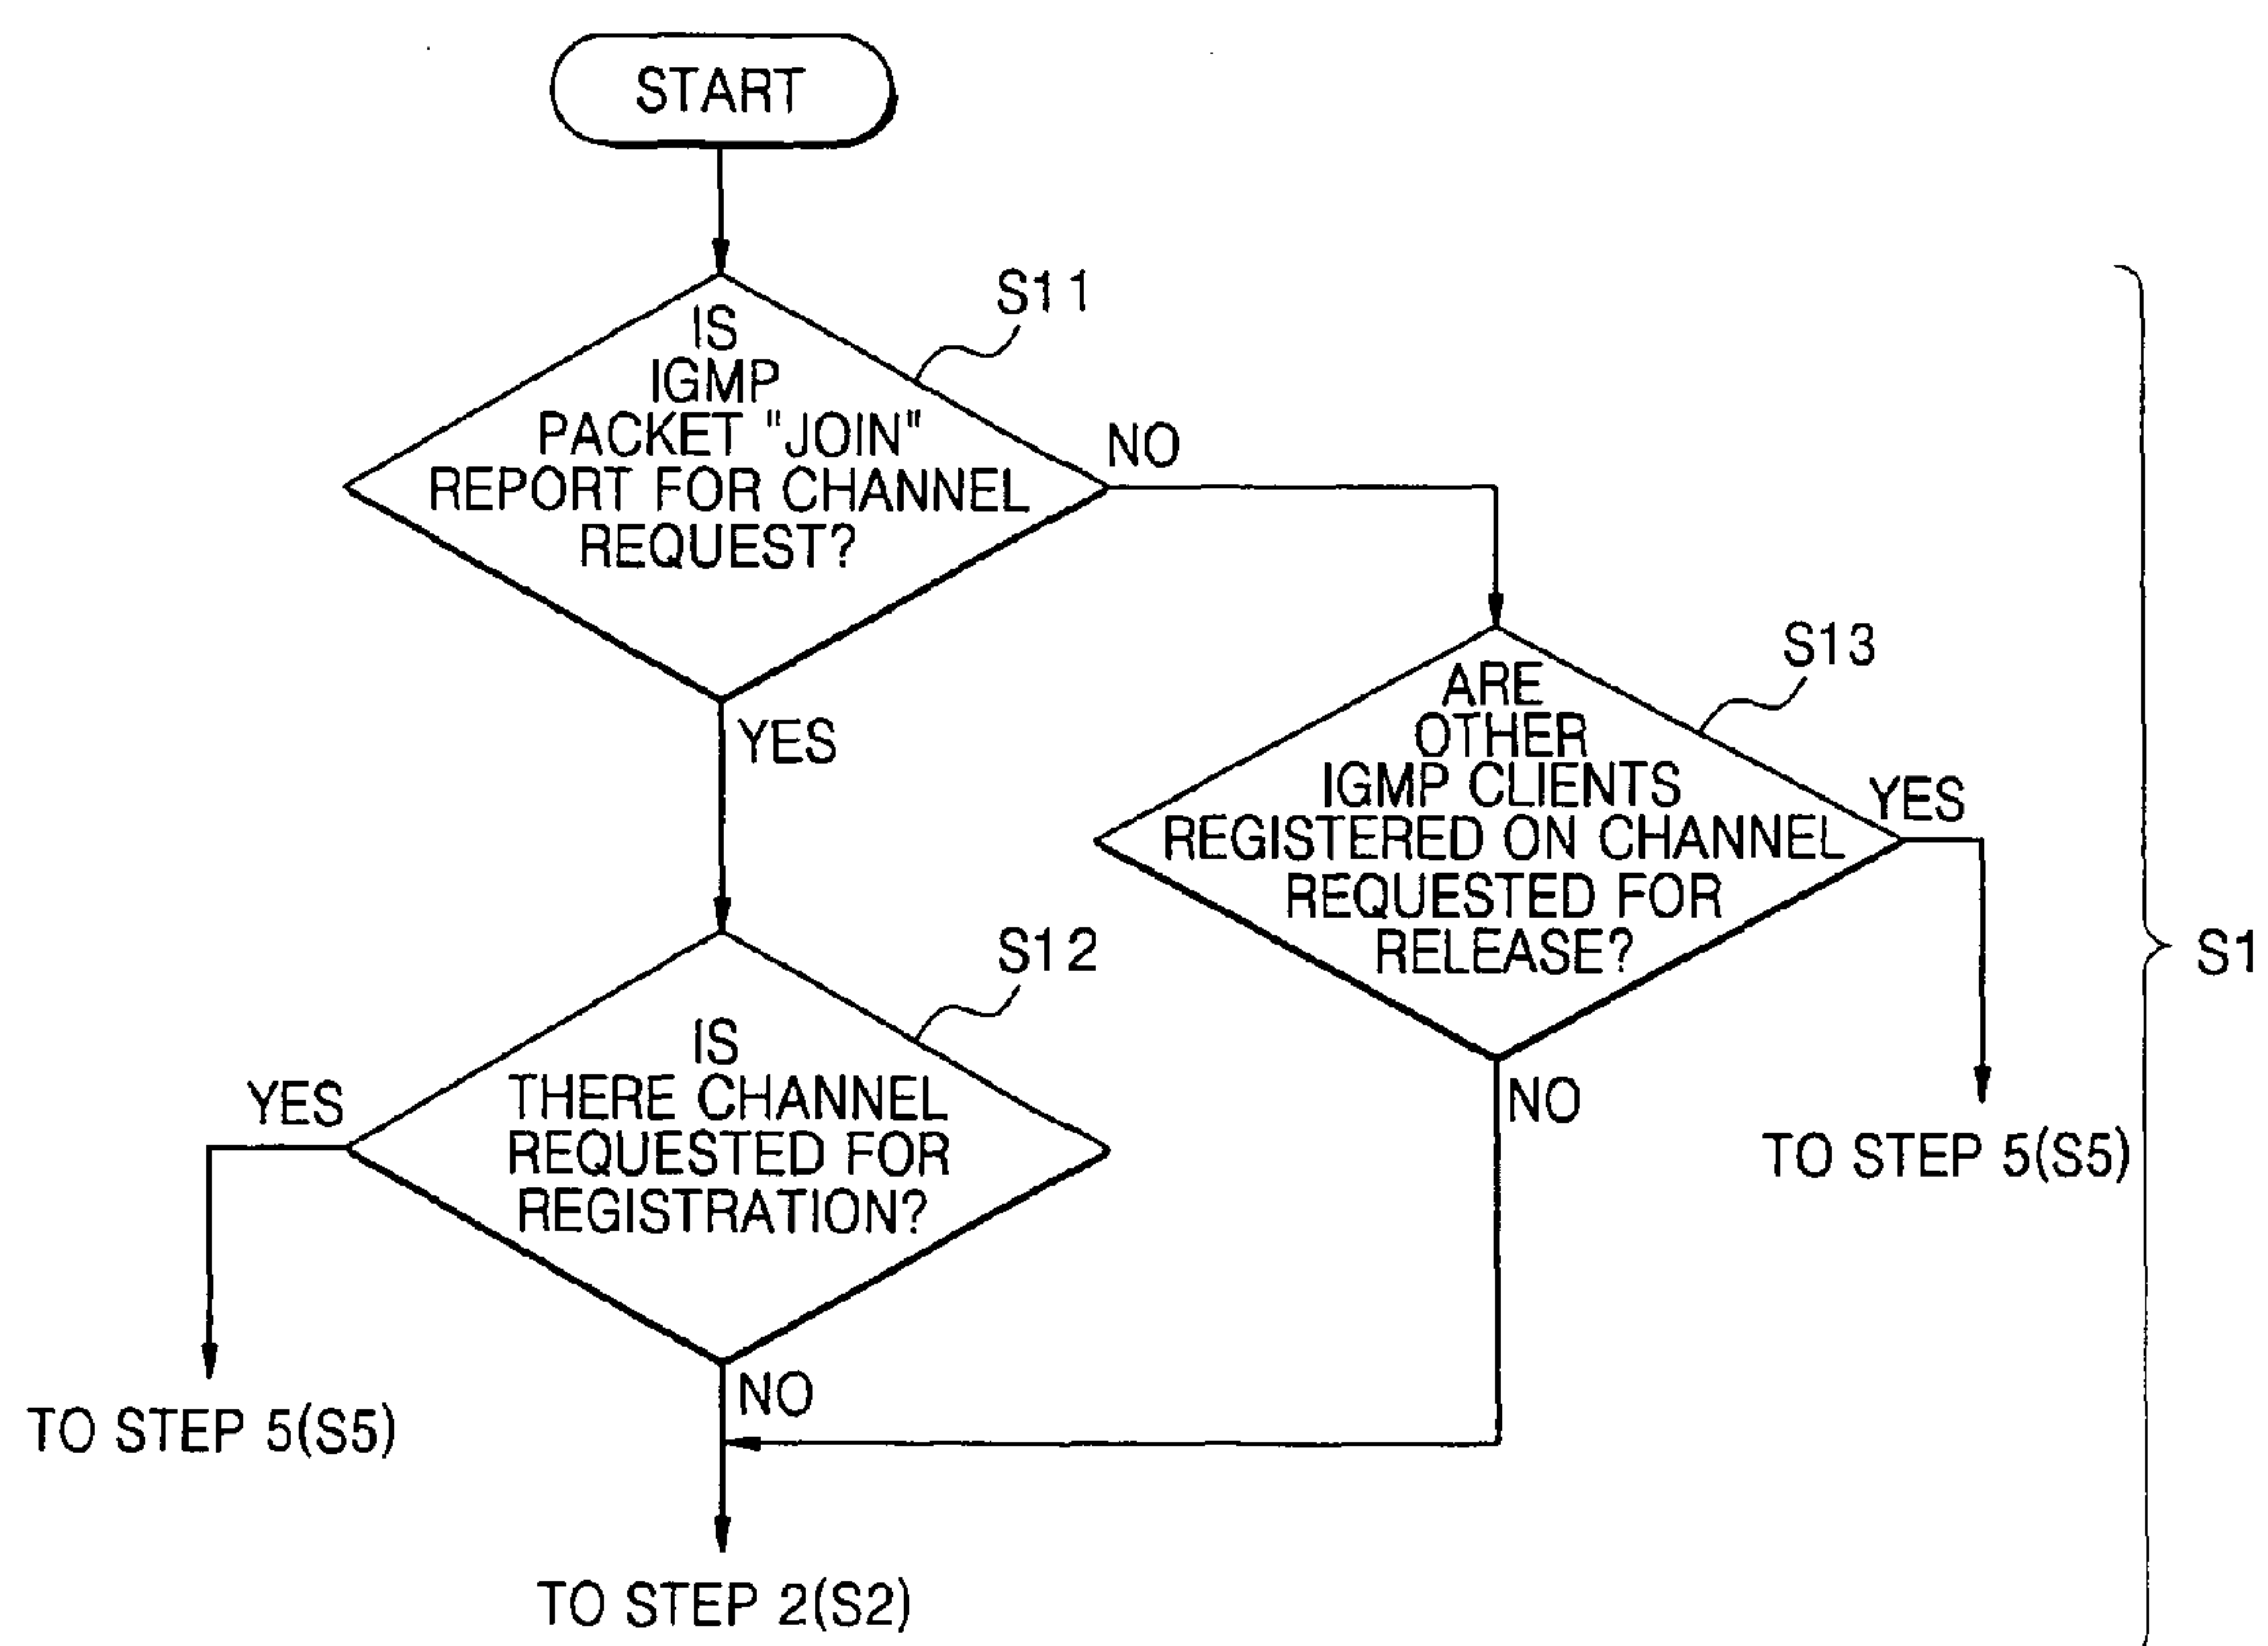 START
S11
IS
IGMP
PACKET "JOIN"
REPORT FOR CHANNEL
REQUEST?
NO
YES
S13
ARE
OTHER
IGMP CLIENTS
REGISTERED ON CHANNEL
REQUESTED FOR
RELEASE?
YES
NO
TO STEP 5(S5)
S12
IS
THERE CHANNEL
REQUESTED FOR
REGISTRATION?
YES
NO
TO STEP 5(S5)
TO STEP 2(S2)
S1